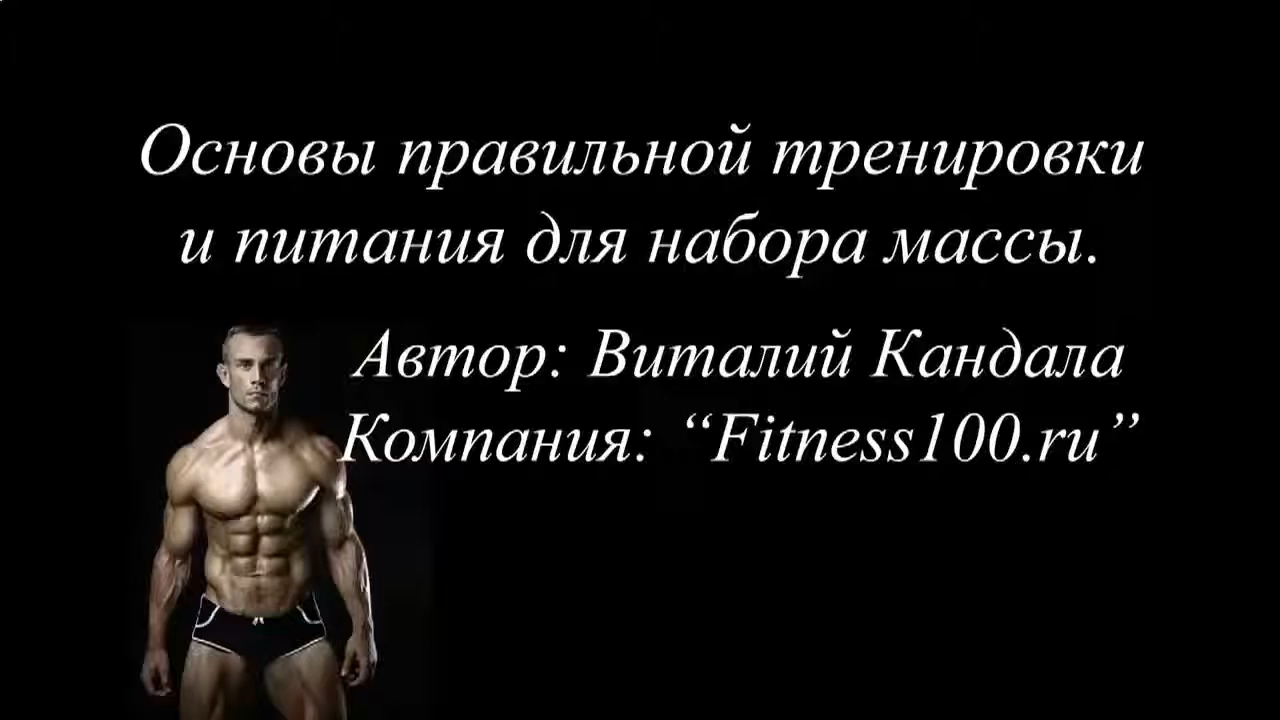 Основы правильной тренировки
и питания для набора массы.
Автор: Виталий Кандала
Компания: “Fitness100.ru”